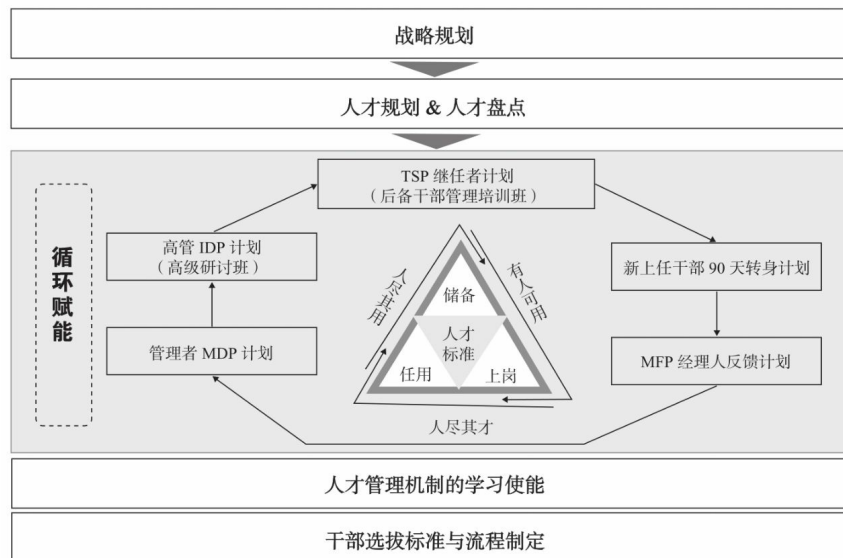 战略规划
人才规划 & 人才盘点
循环赋能
TSP 继任者计划
（后备干部管理培训班）
高管 IDP 计划
（高级研讨班）
新上任干部 90 天转身计划
管理者 MDP 计划
MFP 经理人反馈计划
人尽其用
有人可用
储备
人才
标准
任用
上岗
人尽其才
人才管理机制的学习使能
干部选拔标准与流程制定